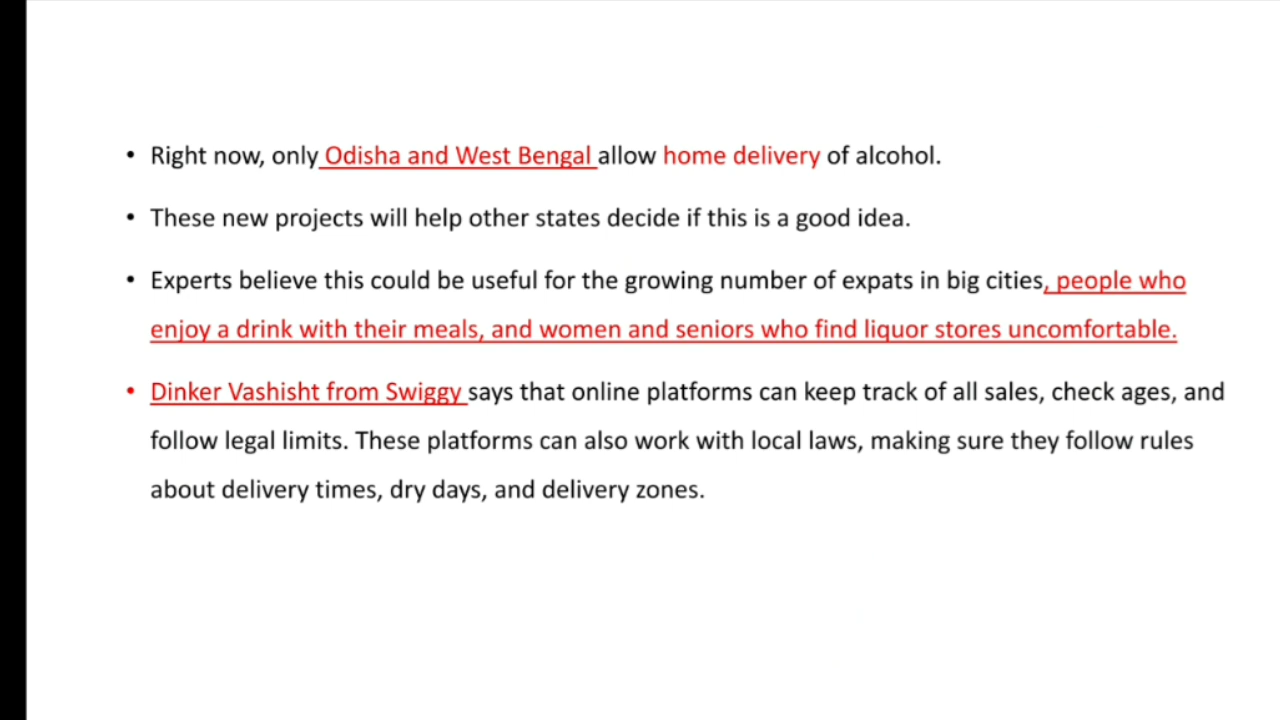 • Right now, only Odisha and West Bengal allow home delivery of alcohol.
• These new projects will help other states decide if this is a good idea.
• Experts believe this could be useful for the growing number of expats in big cities, people who
enjoy a drink with their meals, and women and seniors who find liquor stores uncomfortable.
• Dinker Vashisht from Swiggy says that online platforms can keep track of all sales, check ages, and
follow legal limits. These platforms can also work with local laws, making sure they follow rules
about delivery times, dry days, and delivery zones.